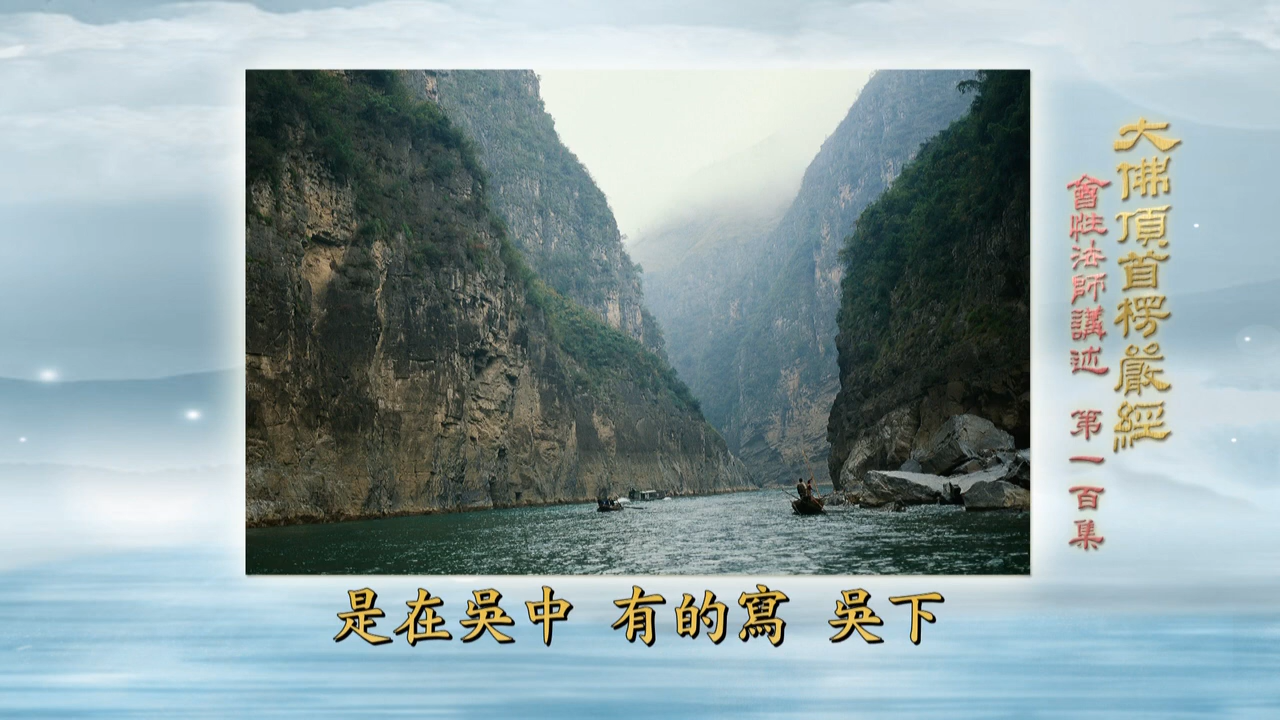 大佛頂首楞嚴經
會性法師講述 第一百集
是在吳中 有的寫 吳下